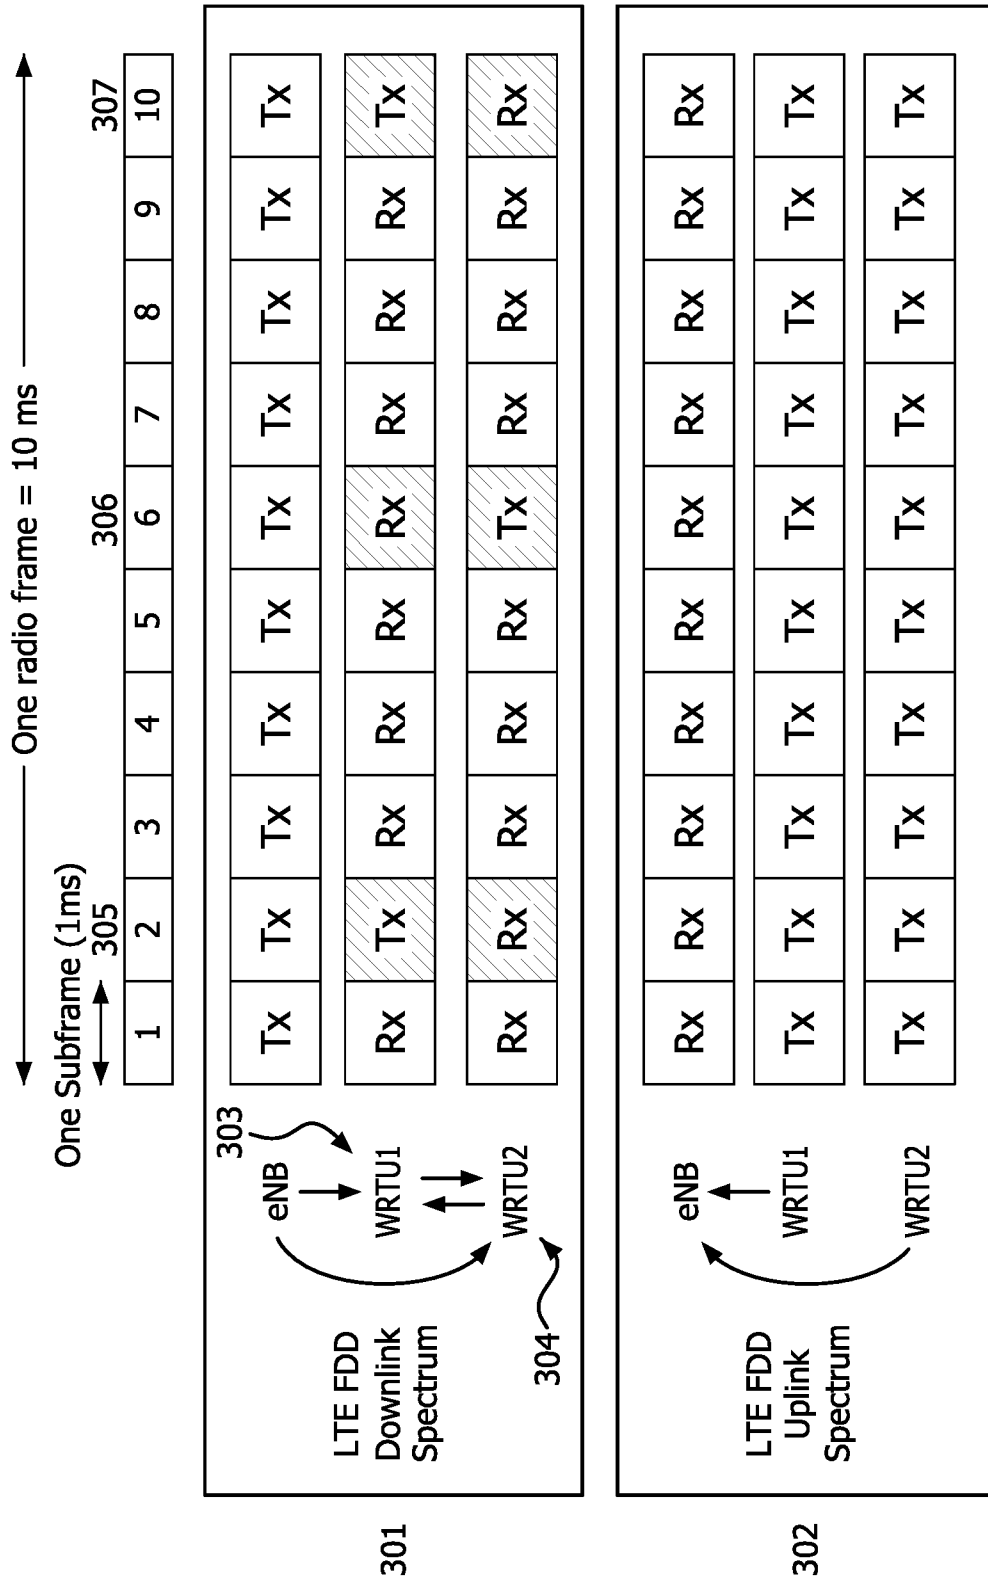 One radio frame = 10 ms
One Subframe (1ms)
305 306 307
1 2 3 4 5 6 7 8 9 10
301
LTE FDD
Downlink
Spectrum
303
304
eNB Tx Tx Tx Tx Tx Tx Tx Tx Tx Tx
WRTU1 Rx Tx Rx Rx Rx Rx Rx Rx Rx Tx
WRTU2 Rx Rx Rx Rx Rx Tx Rx Rx Rx Rx
302
LTE FDD
Uplink
Spectrum
eNB Rx Rx Rx Rx Rx Rx Rx Rx Rx Rx
WRTU1 Tx Tx Tx Tx Tx Tx Tx Tx Tx Tx
WRTU2 Tx Tx Tx Tx Tx Tx Tx Tx Tx Tx